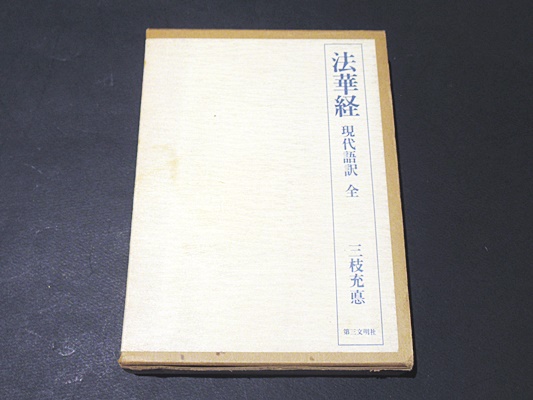 法華経 現代語訳 全
三枝充悳
第三文明社